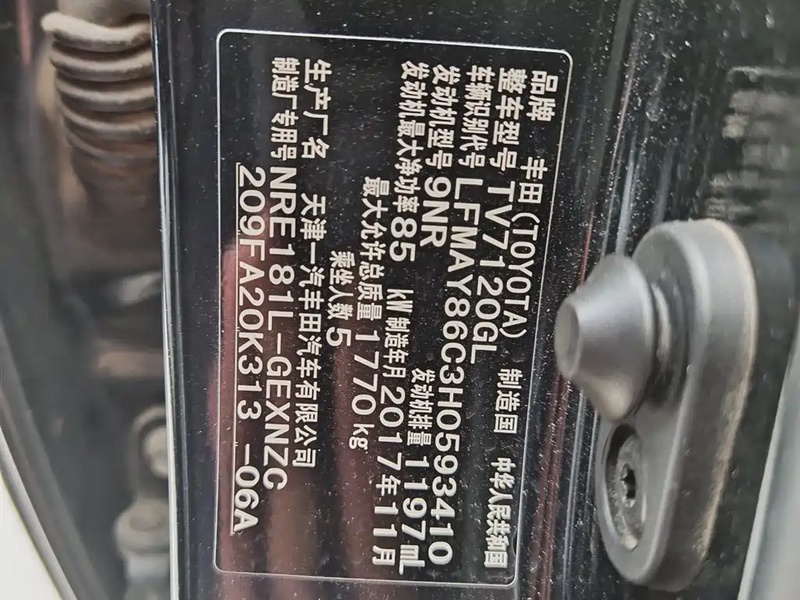 品牌 丰田(TOYOTA) 制造国 中华人民共和国
整车型号 TV7120GL
车辆识别代号 LFMAY86C3H0593410
发动机型号 9NR 发动机排量 1197mL
发动机最大净功率 85 kW 制造年月 2017年11月
最大允许总质量 1770kg
乘坐人数 5
生产厂名 天津一汽丰田汽车有限公司
制造厂专用号 NRE181L-GEXNZC
209FA20K313 -06A